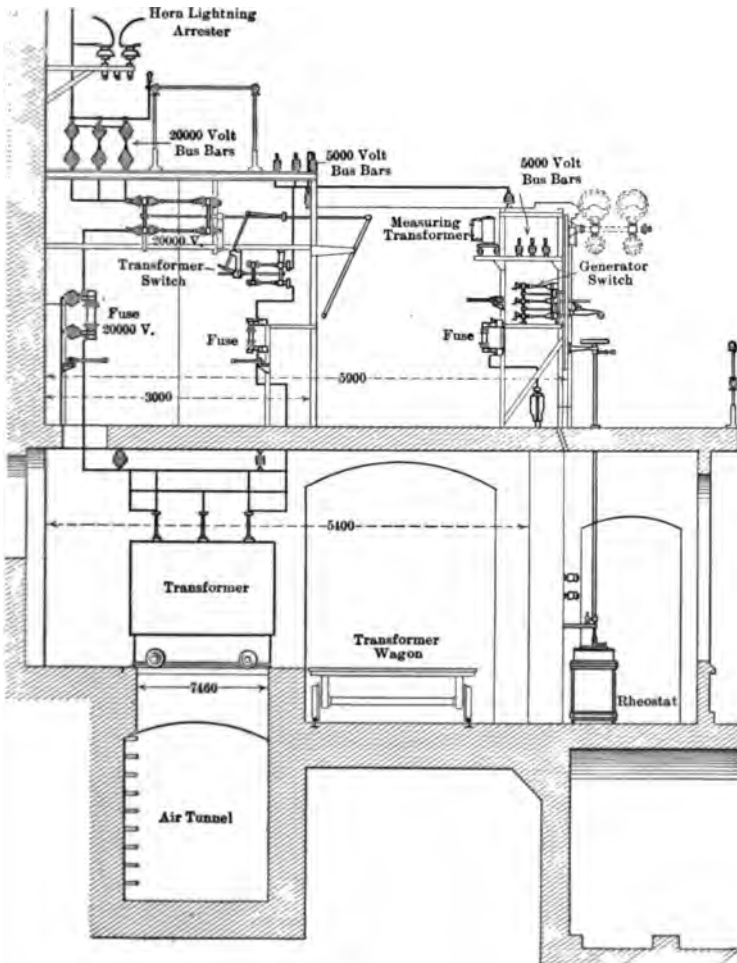 Horn Lightning
Arrester
20000 Volt
Bus Bars
5000 Volt
Bus Bars
5000 Volt
Bus Bars
Measuring
Transformer
20000 V.
Transformer
Switch
Generator
Switch
Fuse
20000 V.
Fuse
Fuse
5900
3000
5400
Transformer
Transformer
Wagon
7460
Rheostat
Air Tunnel